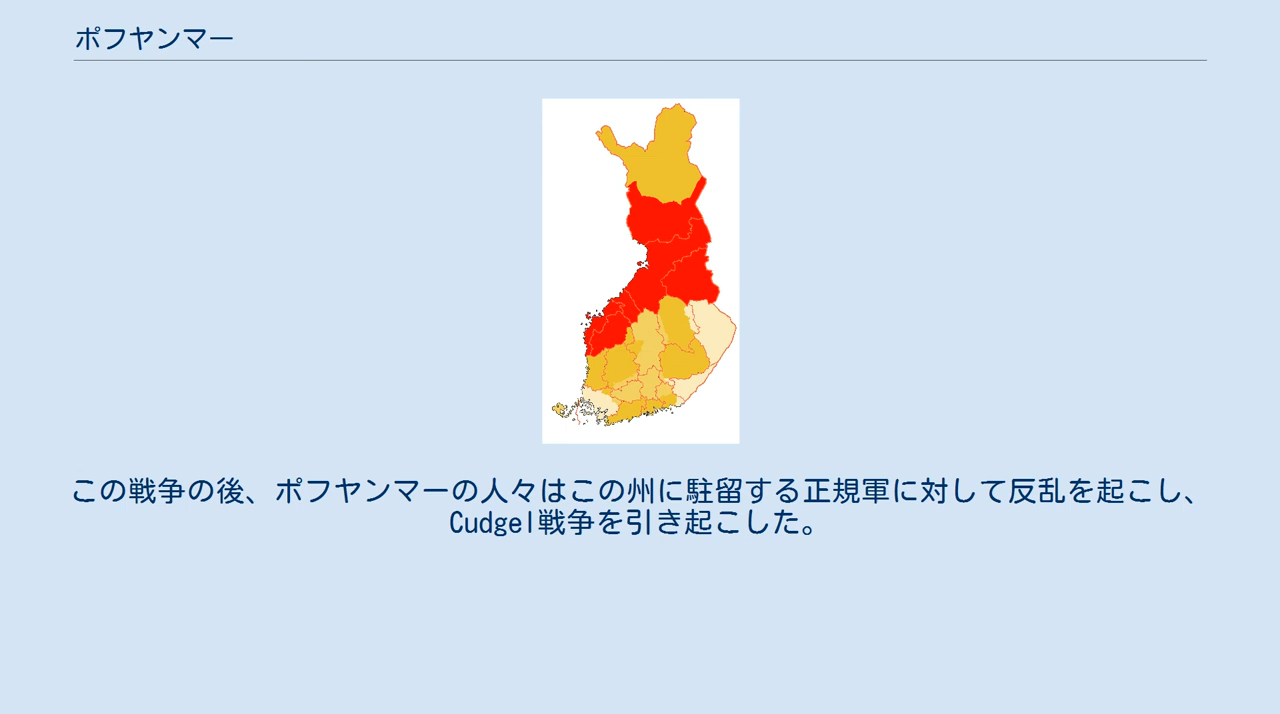 ポフヤンマー
この戦争の後、ポフヤンマーの人々はこの州に駐留する正規軍に対して反乱を起こし、
Cudgel戦争を引き起こした。